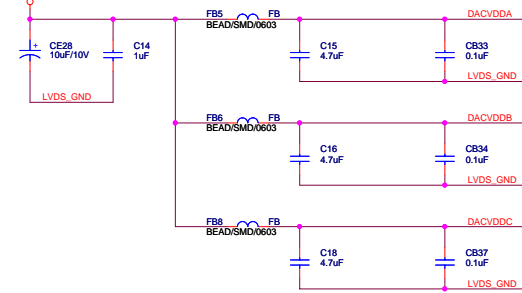 FB5 FB DACVDDA
BEAD/SMD/0603
+ CE28 C14 C15 CB33
10uF/10V 1uF 4.7uF 0.1uF
LVDS_GND LVDS_GND
FB6 FB DACVDDB
BEAD/SMD/0603
C16 CB34
4.7uF 0.1uF
LVDS_GND
FB8 FB DACVDDC
BEAD/SMD/0603
C18 CB37
4.7uF 0.1uF
LVDS_GND